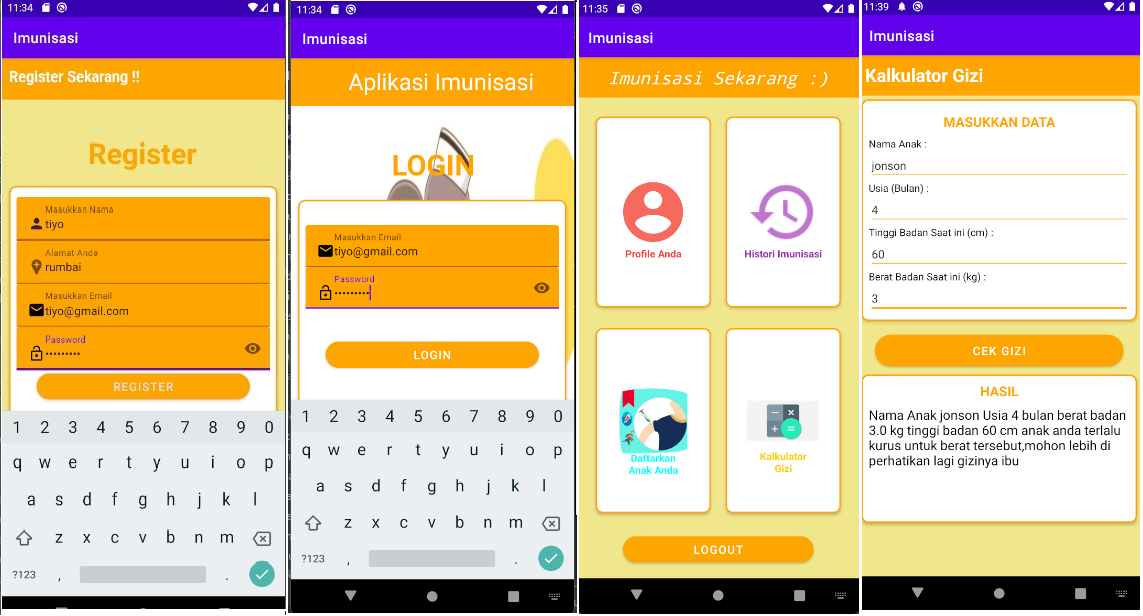 11:34
Imunisasi
Register Sekarang !!
Register
Masukkan Nama
tiyo
Alamat Anda
rumbai
Masukkan Email
tiyo@gmail.com
Password
•••••••••
REGISTER
1 2 3 4 5 6 7 8 9 0
q w e r t y u i o p
a s d f g h j k l
z x c v b n m
?123 , .
11:34
Imunisasi
Aplikasi Imunisasi
LOGIN
Masukkan Email
tiyo@gmail.com
Password
•••••••••
LOGIN
1 2 3 4 5 6 7 8 9 0
q w e r t y u i o p
a s d f g h j k l
z x c v b n m
?123 , .
11:35
Imunisasi
Imunisasi Sekarang :)
Profile Anda
Histori Imunisasi
Daftarkan
Anak Anda
Kalkulator
Gizi
LOGOUT
11:39
Imunisasi
Kalkulator Gizi
MASUKKAN DATA
Nama Anak :
jonson
Usia (Bulan) :
4
Tinggi Badan Saat ini (cm) :
60
Berat Badan Saat ini (kg) :
3
CEK GIZI
HASIL
Nama Anak jonson Usia 4 bulan berat badan
3.0 kg tinggi badan 60 cm anak anda terlalu
kurus untuk berat tersebut,mohon lebih di
perhatikan lagi gizinya ibu